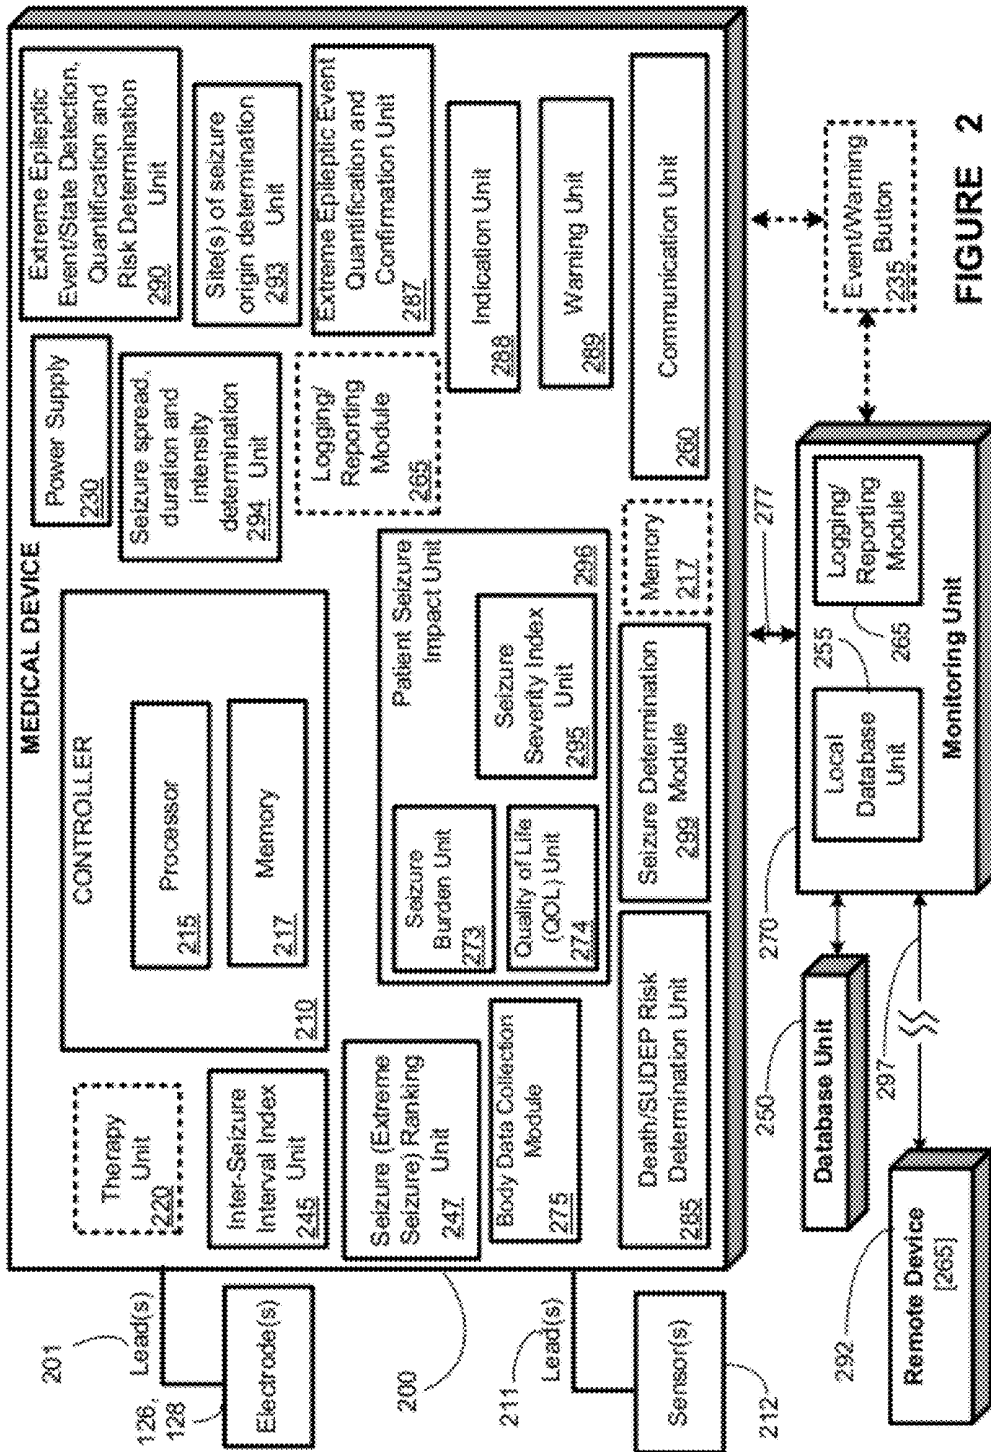 MEDICAL DEVICE
Therapy
Unit
220
Inter-Seizure
Interval Index
Unit
245
Seizure (Extreme
Seizure) Ranking
Unit
247
Body Data Collection
Module
275
Death/SUDEP Risk
Determination Unit
285
CONTROLLER
Processor
215
Memory
217
210
Patient Seizure
Impact Unit
296
Seizure
Burden Unit
273
Quality of Life
(QOL) Unit
274
Seizure
Severity Index
Unit
295
Seizure Determination
299 Module
Memory
217
Power Supply
230
Seizure spread,
duration and
intensity
determination
294 Unit
Logging/
Reporting
Module
265
Extreme Epileptic
Event/State Detection,
Quantification and
Risk Determination
290 Unit
Site(s) of seizure
origin determination
293 Unit
Extreme Epileptic Event
Quantification and
Confirmation Unit
287
Indication Unit
288
Warning Unit
289
Communication Unit
260
201
Lead(s)
126,
128
Electrode(s)
200
211
Lead(s)
Sensor(s)
212
292
Remote Device
[265]
297
250
Database Unit
270
Local
Database
Unit
255
Logging/
Reporting
Module
265
Monitoring Unit
277
Event/Warning
Button
235
FIGURE 2